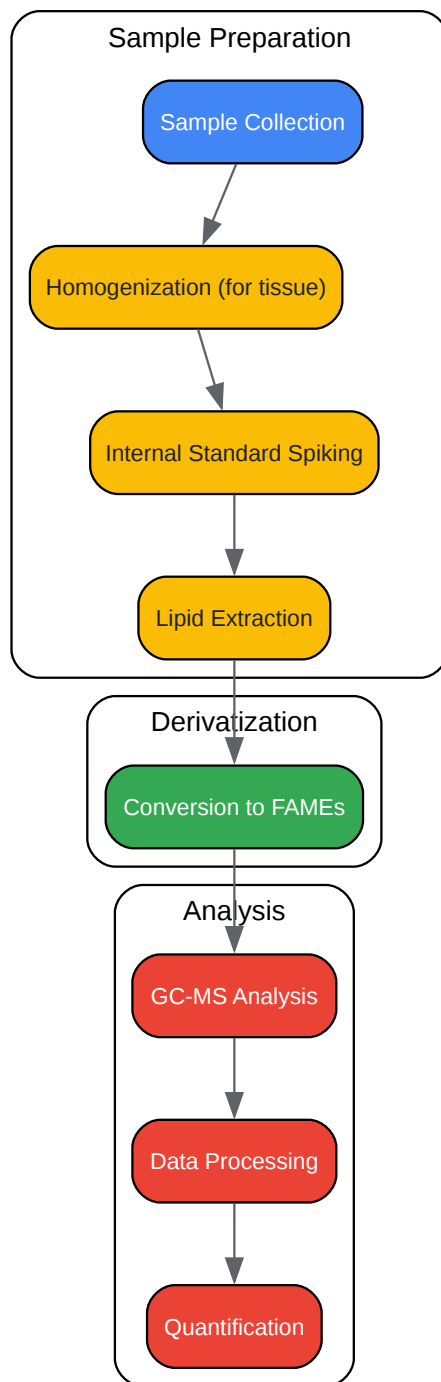 Sample Preparation
Sample Collection
Homogenization (for tissue)
Internal Standard Spiking
Lipid Extraction
Derivatization
Conversion to FAMEs
Analysis
GC-MS Analysis
Data Processing
Quantification